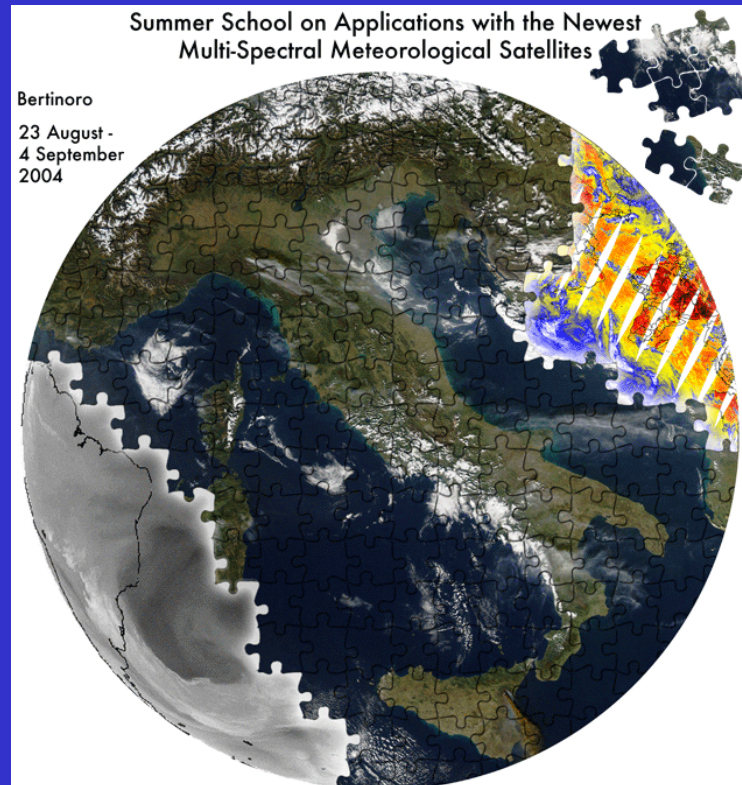 Summer School on Applications with the Newest
Multi-Spectral Meteorological Satellites
Bertinoro
23 August -
4 September
2004